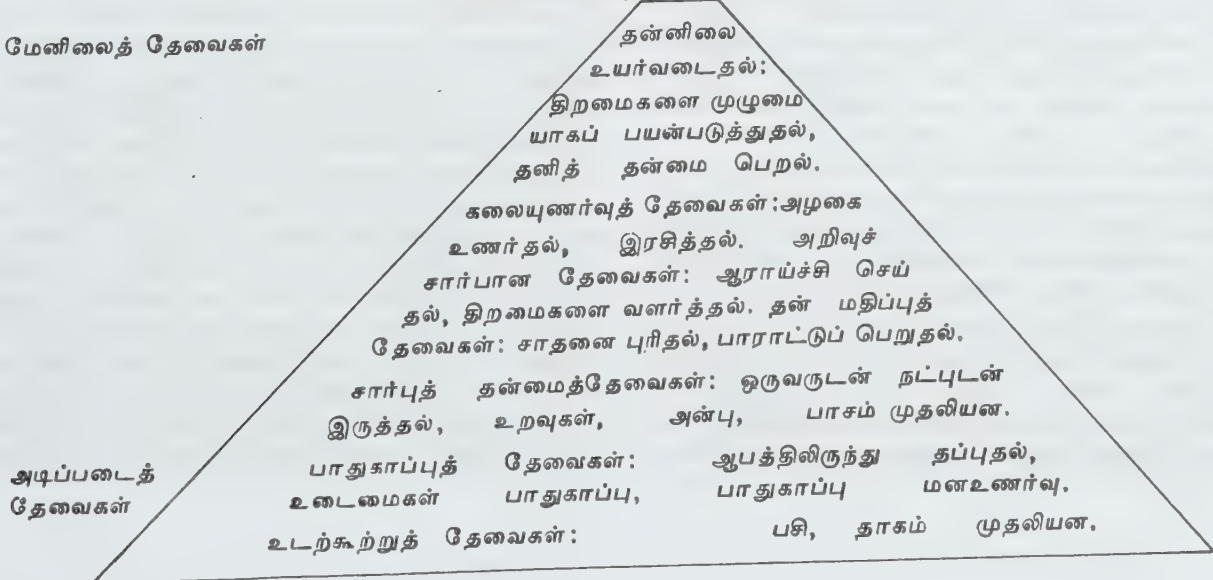 மேனிலைத் தேவைகள்
தன்னிலை
உயர்வடைதல்:
திறமைகளை முழுமை
யாகப் பயன்படுத்துதல்,
தனித் தன்மை பெறல்.
கலையுணர்வுத் தேவைகள்:அழகை
உணர்தல், இரசித்தல். அறிவுச்
சார்பான தேவைகள்: ஆராய்ச்சி செய்
தல், திறமைகளை வளர்த்தல். தன் மதிப்புத்
தேவைகள்: சாதனை புரிதல், பாராட்டுப் பெறுதல்.
சார்புத் தன்மைத்தேவைகள்: ஒருவருடன் நட்புடன்
இருத்தல், உறவுகள், அன்பு, பாசம் முதலியன.
அடிப்படைத்
தேவைகள்
பாதுகாப்புத் தேவைகள்: ஆபத்திலிருந்து தப்புதல்,
உடைமைகள் பாதுகாப்பு, பாதுகாப்பு மனஉணர்வு.
உடற்கூற்றுத் தேவைகள்: பசி, தாகம் முதலியன.